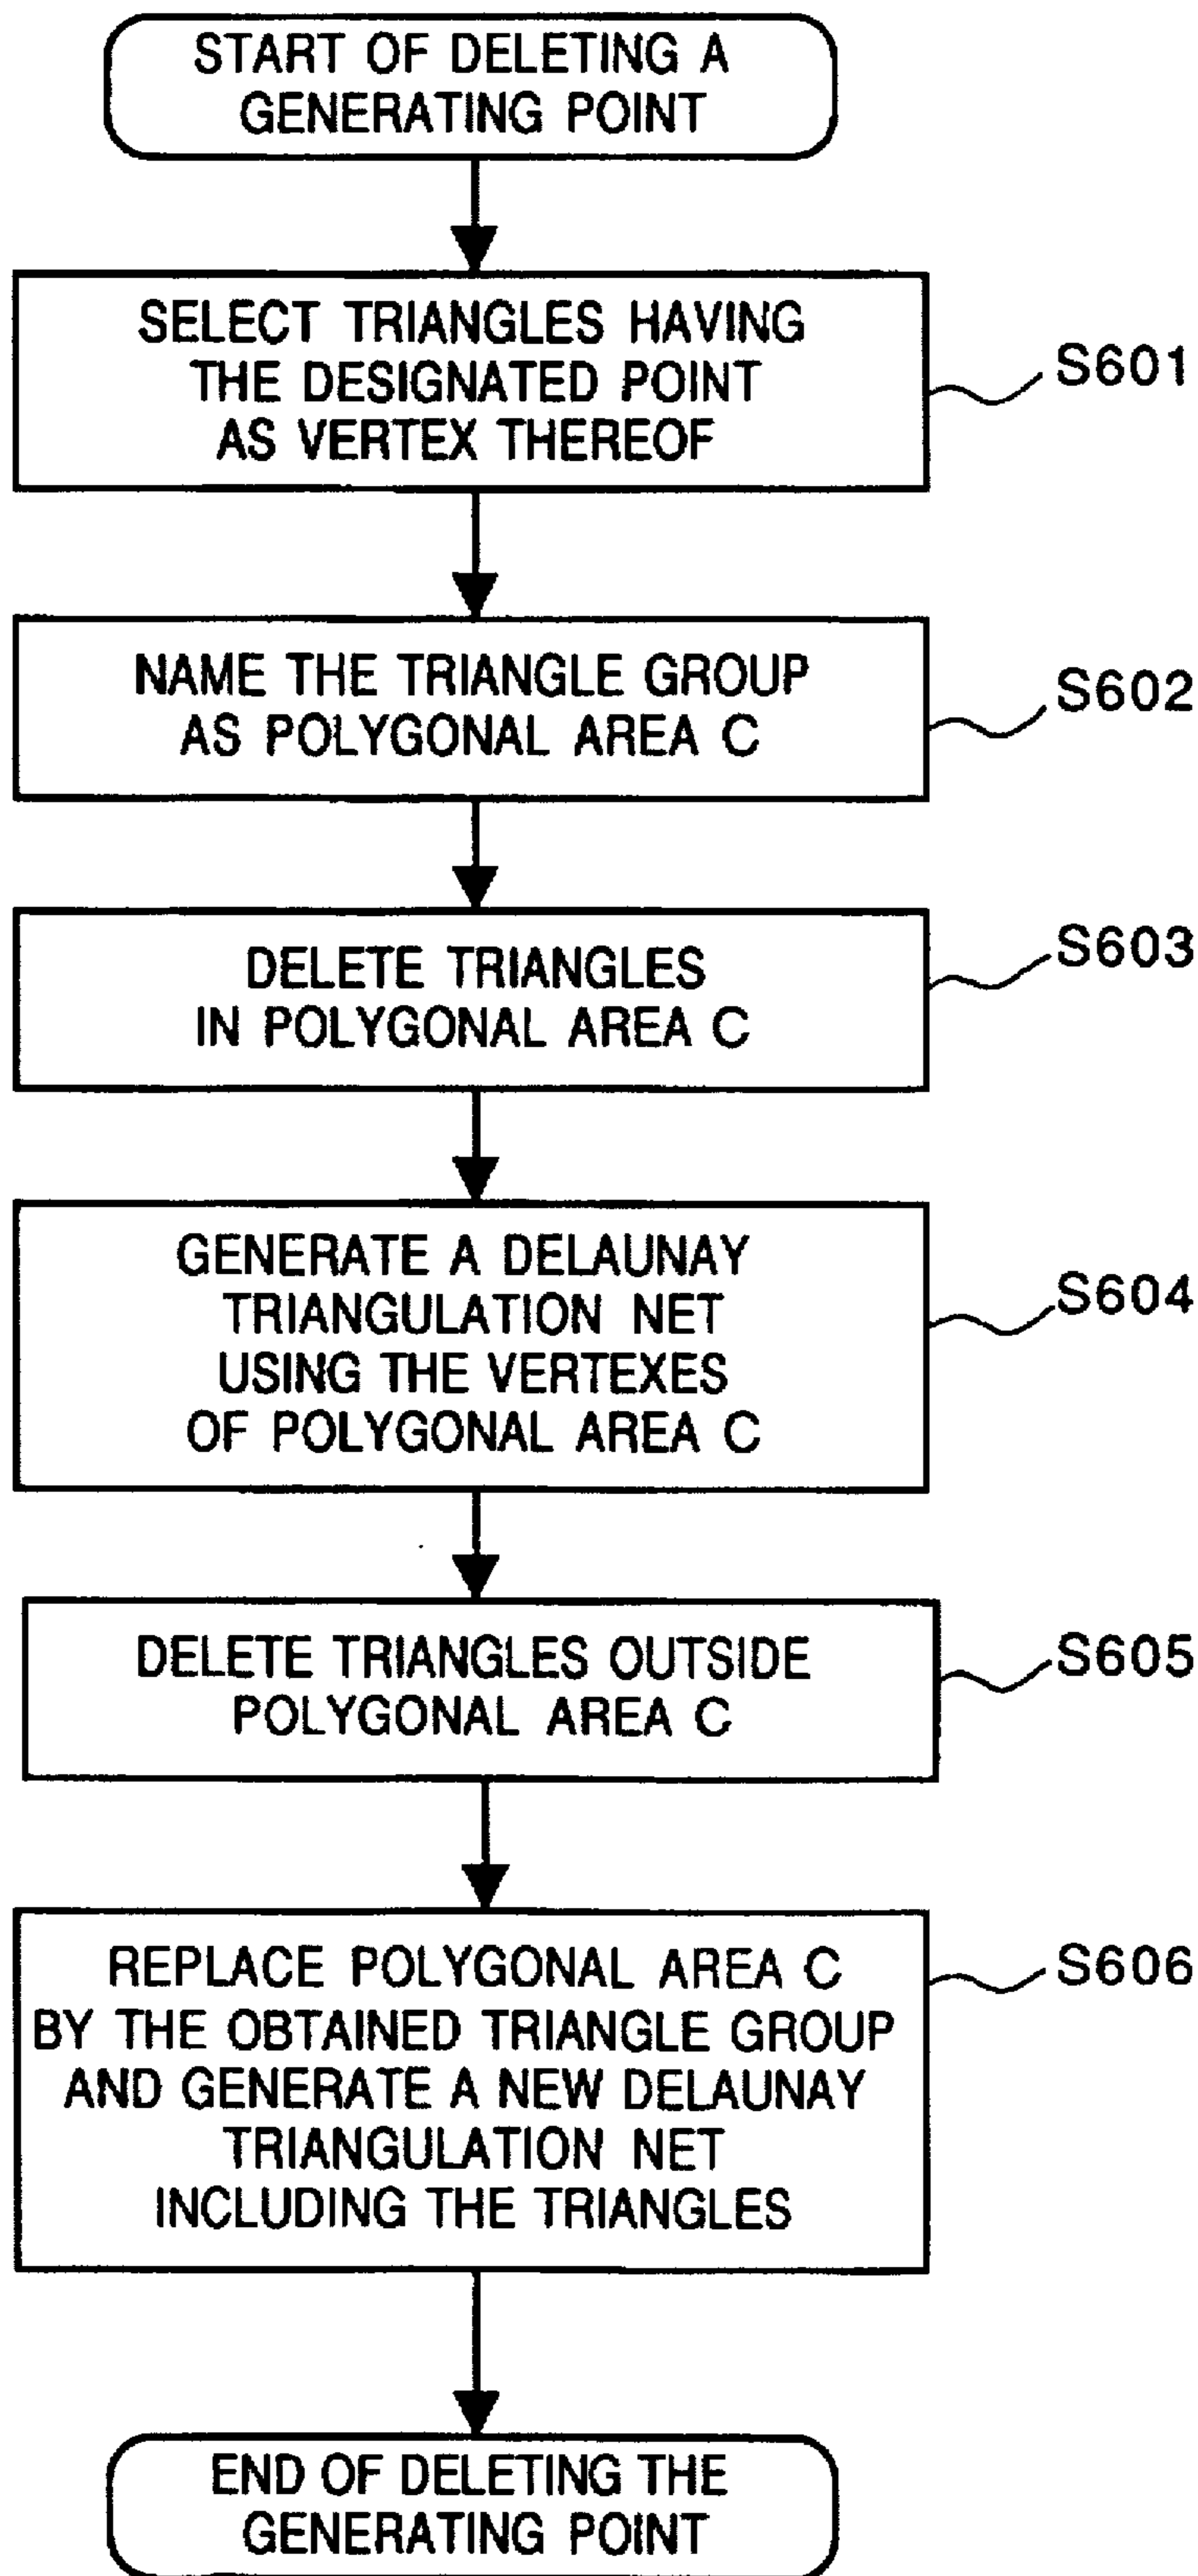 START OF DELETING A
GENERATING POINT
SELECT TRIANGLES HAVING
THE DESIGNATED POINT
AS VERTEX THEREOF
S601
NAME THE TRIANGLE GROUP
AS POLYGONAL AREA C
S602
DELETE TRIANGLES
IN POLYGONAL AREA C
S603
GENERATE A DELAUNAY
TRIANGULATION NET
USING THE VERTEXES
OF POLYGONAL AREA C
S604
DELETE TRIANGLES OUTSIDE
POLYGONAL AREA C
S605
REPLACE POLYGONAL AREA C
BY THE OBTAINED TRIANGLE GROUP
AND GENERATE A NEW DELAUNAY
TRIANGULATION NET
INCLUDING THE TRIANGLES
S606
END OF DELETING THE
GENERATING POINT